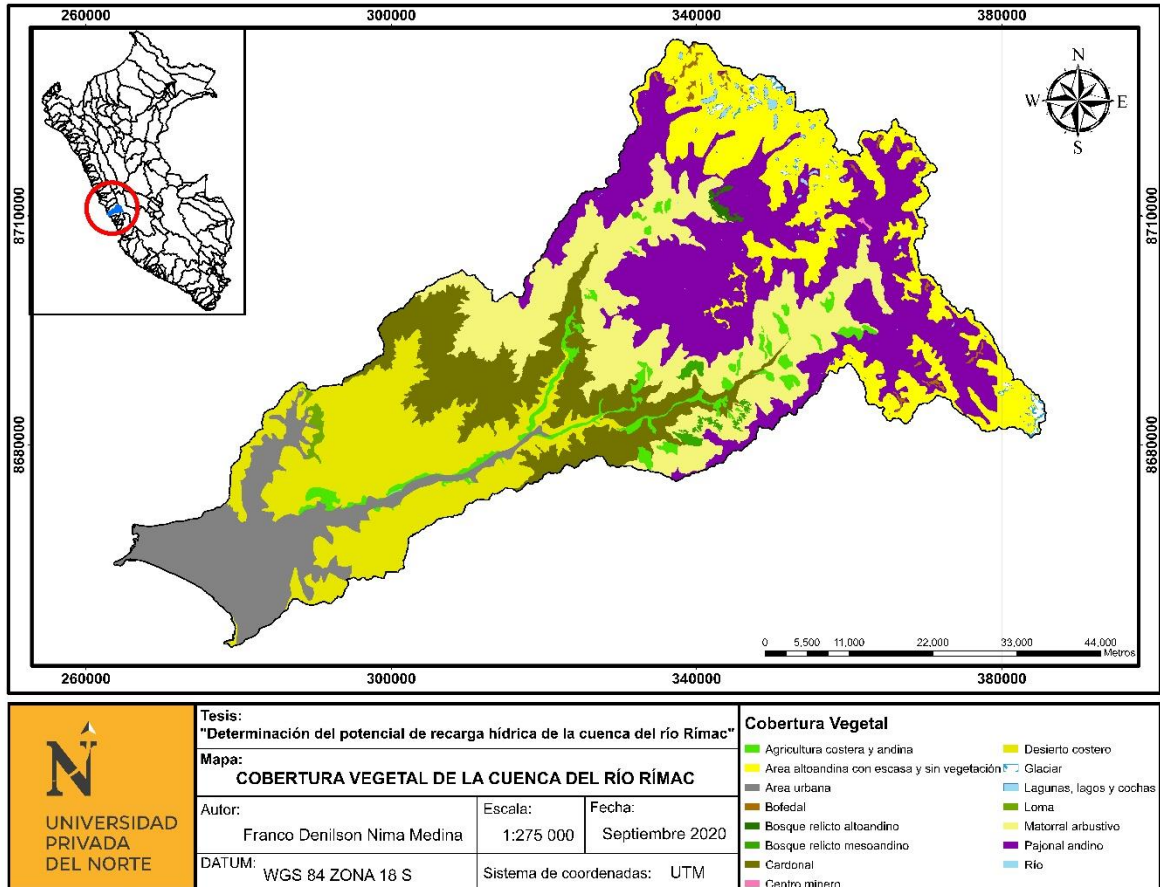 260000 300000 340000 380000
N
W E
S
8710000 8710000
8680000 8680000
0 5,500 11,000 22,000 33,000 44,000
Metros
260000 300000 340000 380000
N
UNIVERSIDAD
PRIVADA
DEL NORTE
Tesis:
"Determinación del potencial de recarga hídrica de la cuenca del río Rímac"
Mapa:
COBERTURA VEGETAL DE LA CUENCA DEL RÍO RÍMAC
Autor:
Franco Denilson Nima Medina
Escala:
1:275 000
Fecha:
Septiembre 2020
DATUM:
WGS 84 ZONA 18 S
Sistema de coordenadas: UTM
Cobertura Vegetal
Agricultura costera y andina
Area altoandina con escasa y sin vegetación
Area urbana
Bofedal
Bosque relicto altoandino
Bosque relicto mesoandino
Cardonal
Centro minero
Desierto costero
Glaciar
Lagunas, lagos y cochas
Loma
Matorral arbustivo
Pajonal andino
Río